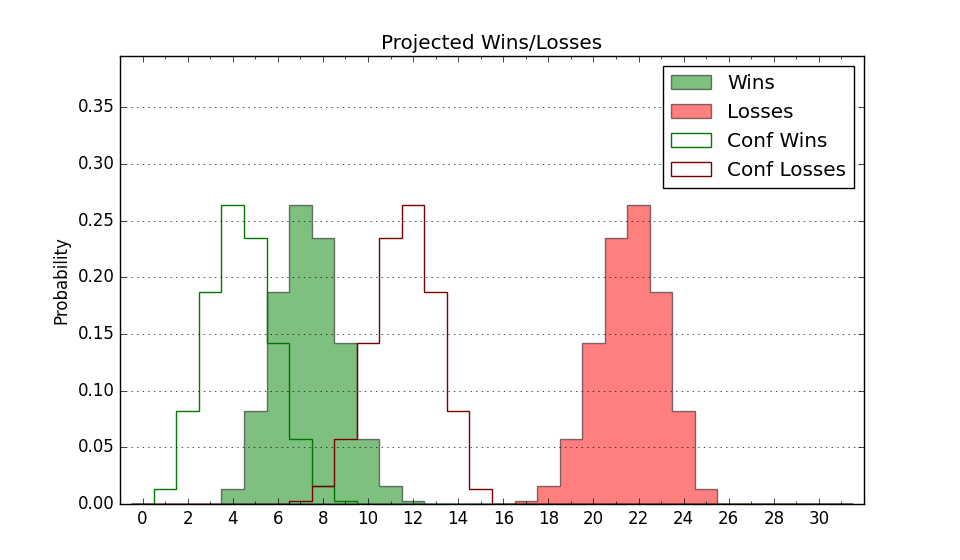 Projected Wins/Losses
Wins
Losses
Conf Wins
Conf Losses
Probability
0.35
0.30
0.25
0.20
0.15
0.10
0.05
0.00
0 2 4 6 8 10 12 14 16 18 20 22 24 26 28 30